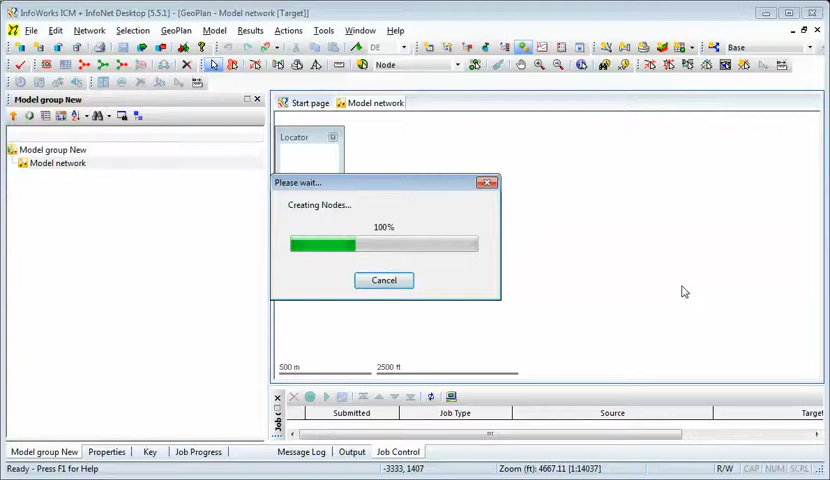 InfoWorks ICM + InfoNet Desktop [5.5.1] - [GeoPlan - Model network [Target]]
File Edit Network Selection GeoPlan Model Results Actions Tools Window Help
DE Base
Node
Model group New
Start page Model network
Locator
Model group New
Model network
Please wait...
Creating Nodes...
100%
Cancel
500 m 2500 ft
Submitted Job Type Source Target
Job C
Model group New Properties Key Job Progress Message Log Output Job Control
Ready - Press F1 for Help -3333, 1407 Zoom (ft): 4667.11 [1:14037] R/W CAP NUM SCRL